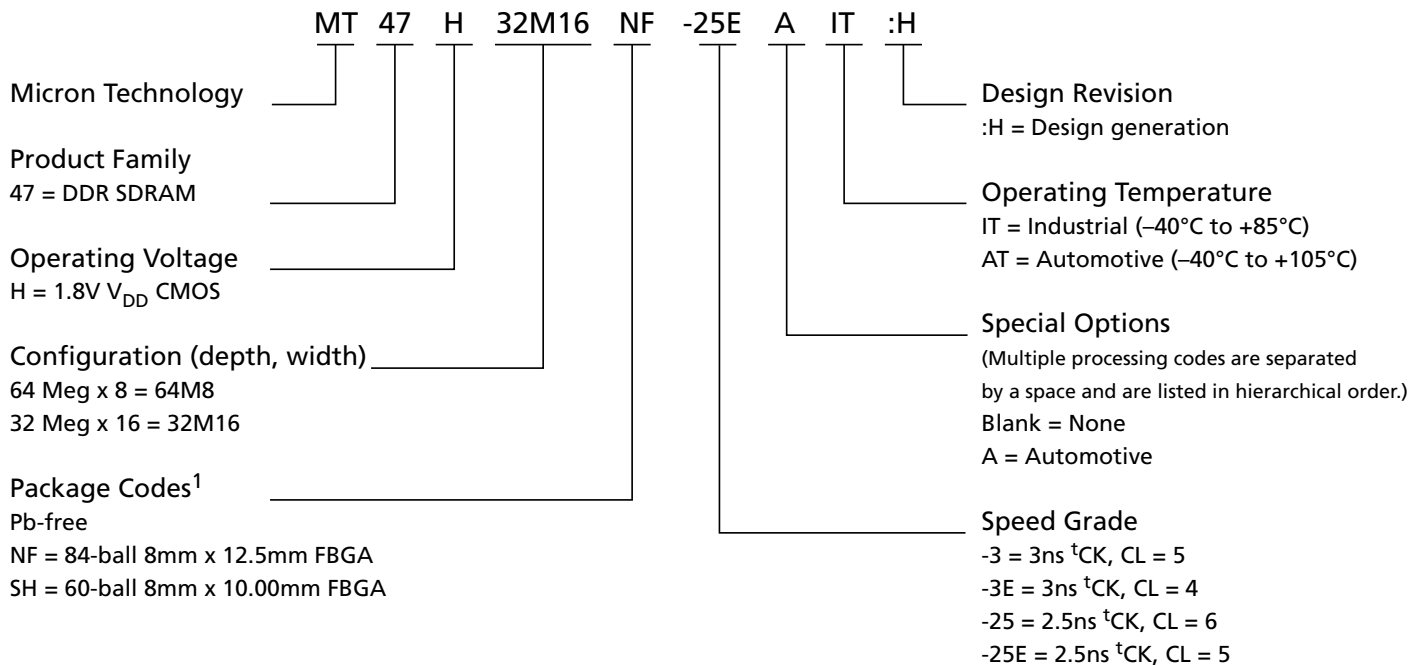 MT 47 H 32M16 NF -25E A IT :H
Micron Technology
Product Family
47 = DDR SDRAM
Operating Voltage
H = 1.8V VDD CMOS
Configuration (depth, width)
64 Meg x 8 = 64M8
32 Meg x 16 = 32M16
Package Codes1
Pb-free
NF = 84-ball 8mm x 12.5mm FBGA
SH = 60-ball 8mm x 10.00mm FBGA
Design Revision
:H = Design generation
Operating Temperature
IT = Industrial (–40°C to +85°C)
AT = Automotive (–40°C to +105°C)
Special Options
(Multiple processing codes are separated
by a space and are listed in hierarchical order.)
Blank = None
A = Automotive
Speed Grade
-3 = 3ns tCK, CL = 5
-3E = 3ns tCK, CL = 4
-25 = 2.5ns tCK, CL = 6
-25E = 2.5ns tCK, CL = 5